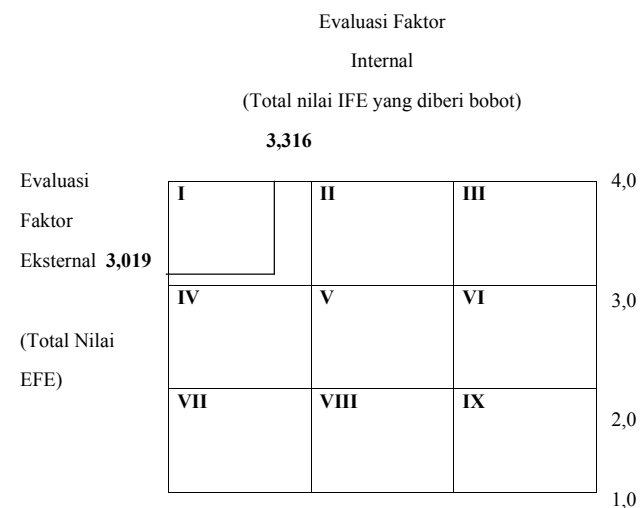 Evaluasi Faktor
Internal
(Total nilai IFE yang diberi bobot)
3,316
Evaluasi
Faktor
Eksternal 3,019
(Total Nilai
EFE)
I II III 4,0
IV V VI 3,0
VII VIII IX 2,0
1,0